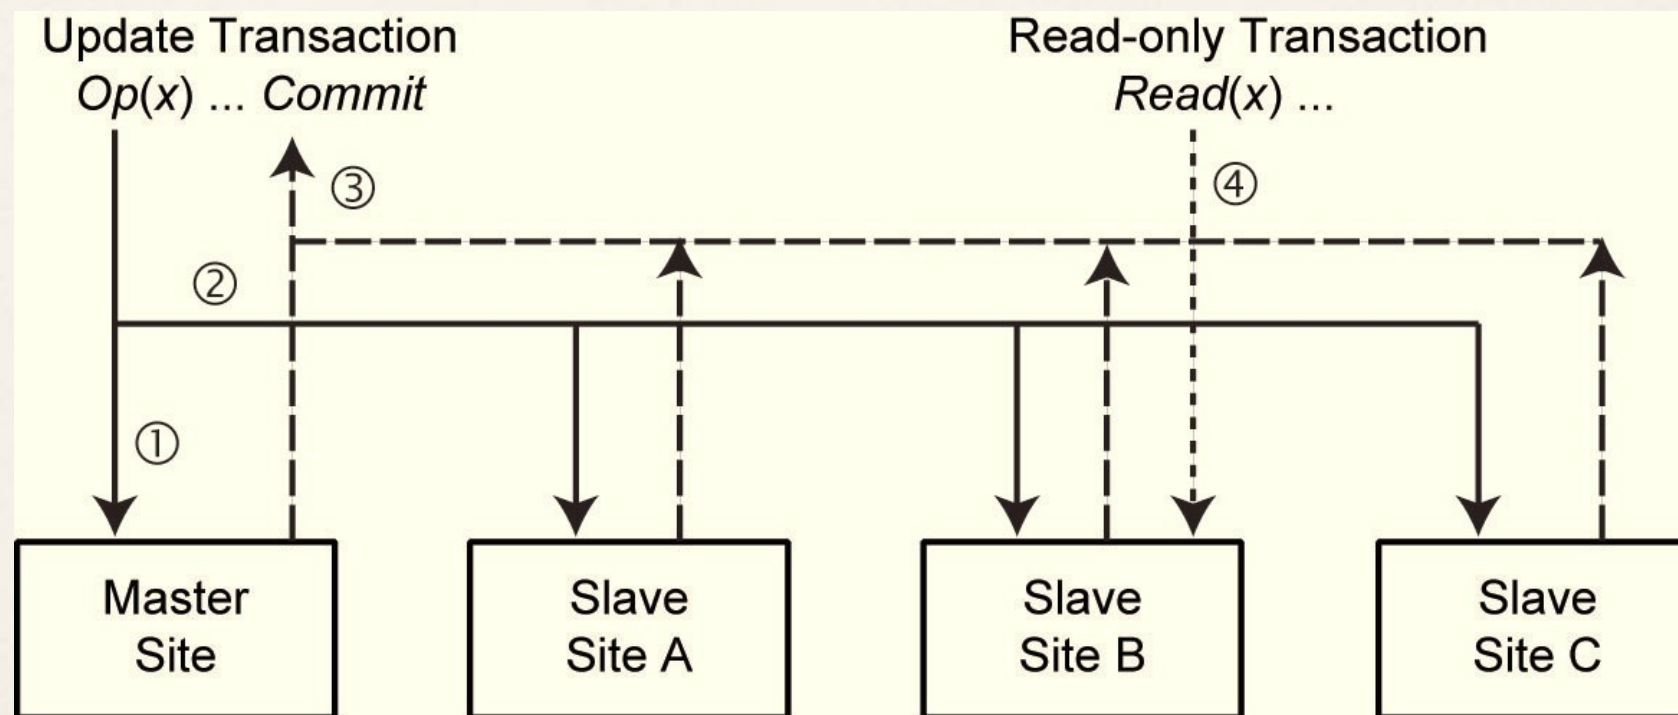 Update Transaction
Op(x) ... Commit
Read-only Transaction
Read(x) ...
③
④
②
①
Master
Site
Slave
Site A
Slave
Site B
Slave
Site C